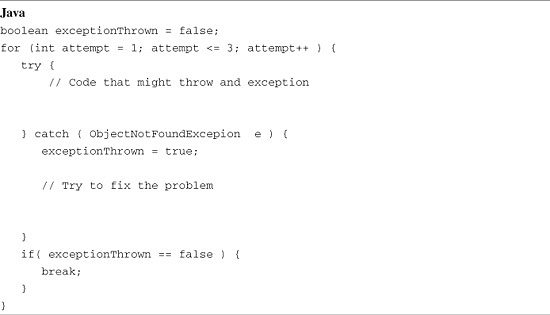 Java
boolean exceptionThrown = false;
for (int attempt = 1; attempt <= 3; attempt++ ) {
try {
// Code that might throw and exception
} catch ( ObjectNotFoundExcepion e ) {
exceptionThrown = true;
// Try to fix the problem
}
if( exceptionThrown == false ) {
break;
}
}